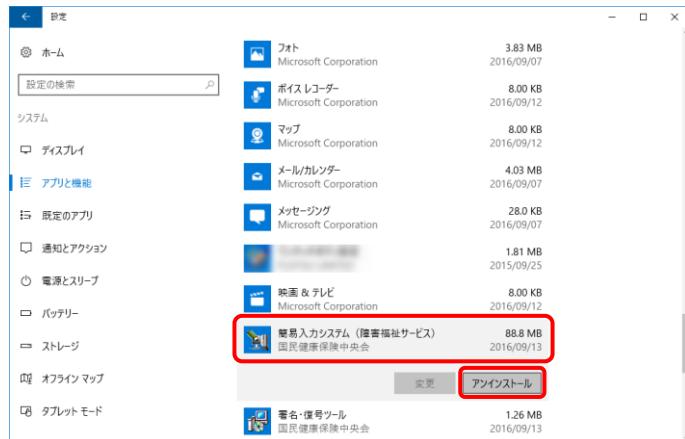 設定
ホーム
設定の検索
システム
ディスプレイ
アプリと機能
既定のアプリ
通知とアクション
電源とスリープ
バッテリー
ストレージ
オフライン マップ
タブレット モード
フォト 3.83 MB
Microsoft Corporation 2016/09/07
ボイス レコーダー 8.00 KB
Microsoft Corporation 2016/09/12
マップ 8.00 KB
Microsoft Corporation 2016/09/12
メール/カレンダー 4.03 MB
Microsoft Corporation 2016/09/07
メッセージング 28.0 KB
Microsoft Corporation 2016/09/07
1.81 MB
2015/09/25
映画 & テレビ 8.00 KB
Microsoft Corporation 2016/09/12
簡易入力システム（障害福祉サービス） 88.8 MB
国民健康保険中央会 2016/09/13
変更 アンインストール
署名・復号ツール 1.26 MB
国民健康保険中央会 2016/09/13